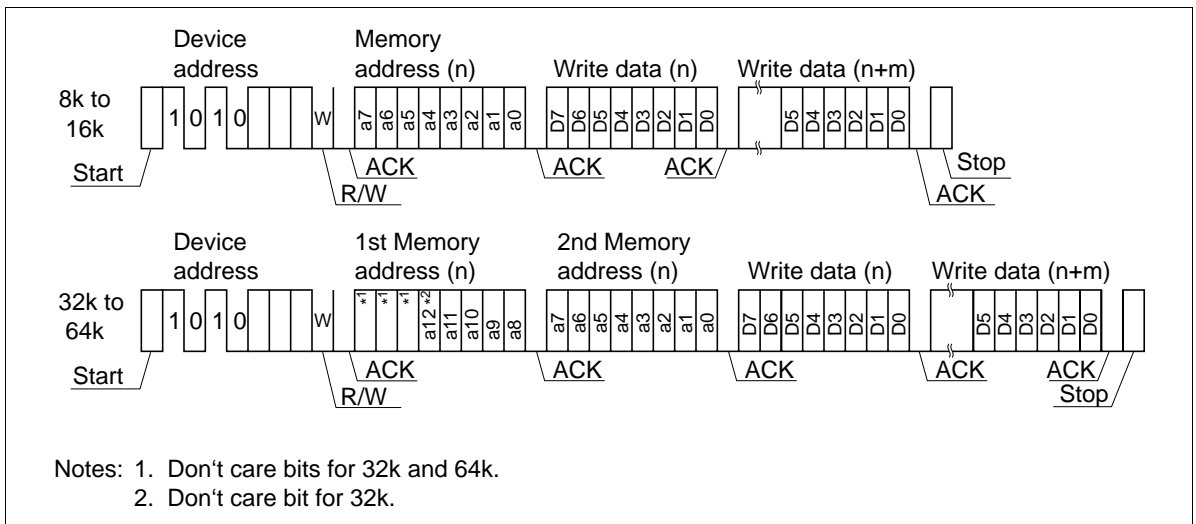 Device Memory
address address (n) Write data (n) Write data (n+m)
8k to
16k
1 0 1 0 W a7 a6 a5 a4 a3 a2 a1 a0 D7 D6 D5 D4 D3 D2 D1 D0 D5 D4 D3 D2 D1 D0
Start ACK ACK ACK Stop
R/W ACK
Device 1st Memory 2nd Memory
address address (n) address (n) Write data (n) Write data (n+m)
32k to
64k
1 0 1 0 W *1 *1 *1 a12 *2 a11 a10 a9 a8 a7 a6 a5 a4 a3 a2 a1 a0 D7 D6 D5 D4 D3 D2 D1 D0 D5 D4 D3 D2 D1 D0
Start ACK ACK ACK ACK ACK
R/W Stop
Notes: 1. Don‘t care bits for 32k and 64k.
2. Don‘t care bit for 32k.